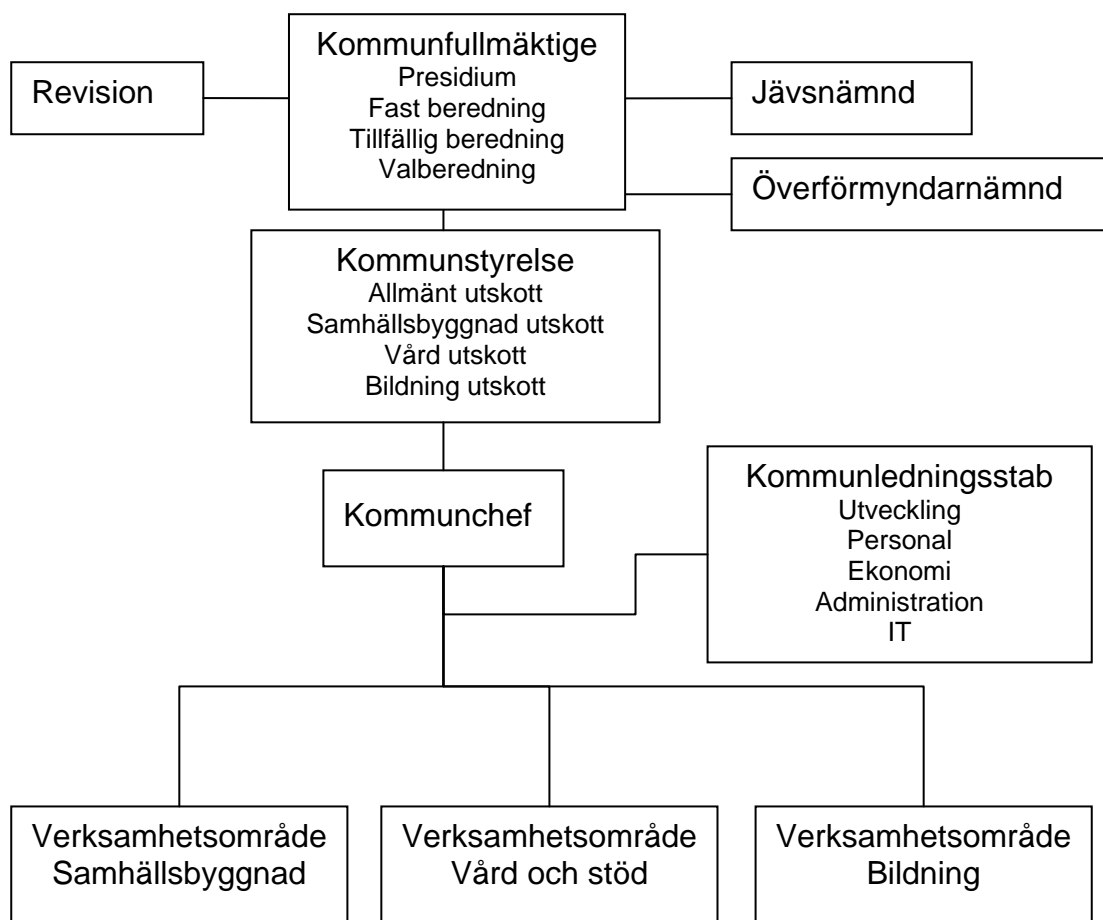 Kommunfullmäktige
Presidium
Fast beredning
Tillfällig beredning
Valberedning
Revision
Jävsnämnd
Överförmyndarnämnd
Kommunstyrelse
Allmänt utskott
Samhällsbyggnad utskott
Vård utskott
Bildning utskott
Kommunchef
Kommunledningsstab
Utveckling
Personal
Ekonomi
Administration
IT
Verksamhetsområde
Samhällsbyggnad
Verksamhetsområde
Vård och stöd
Verksamhetsområde
Bildning